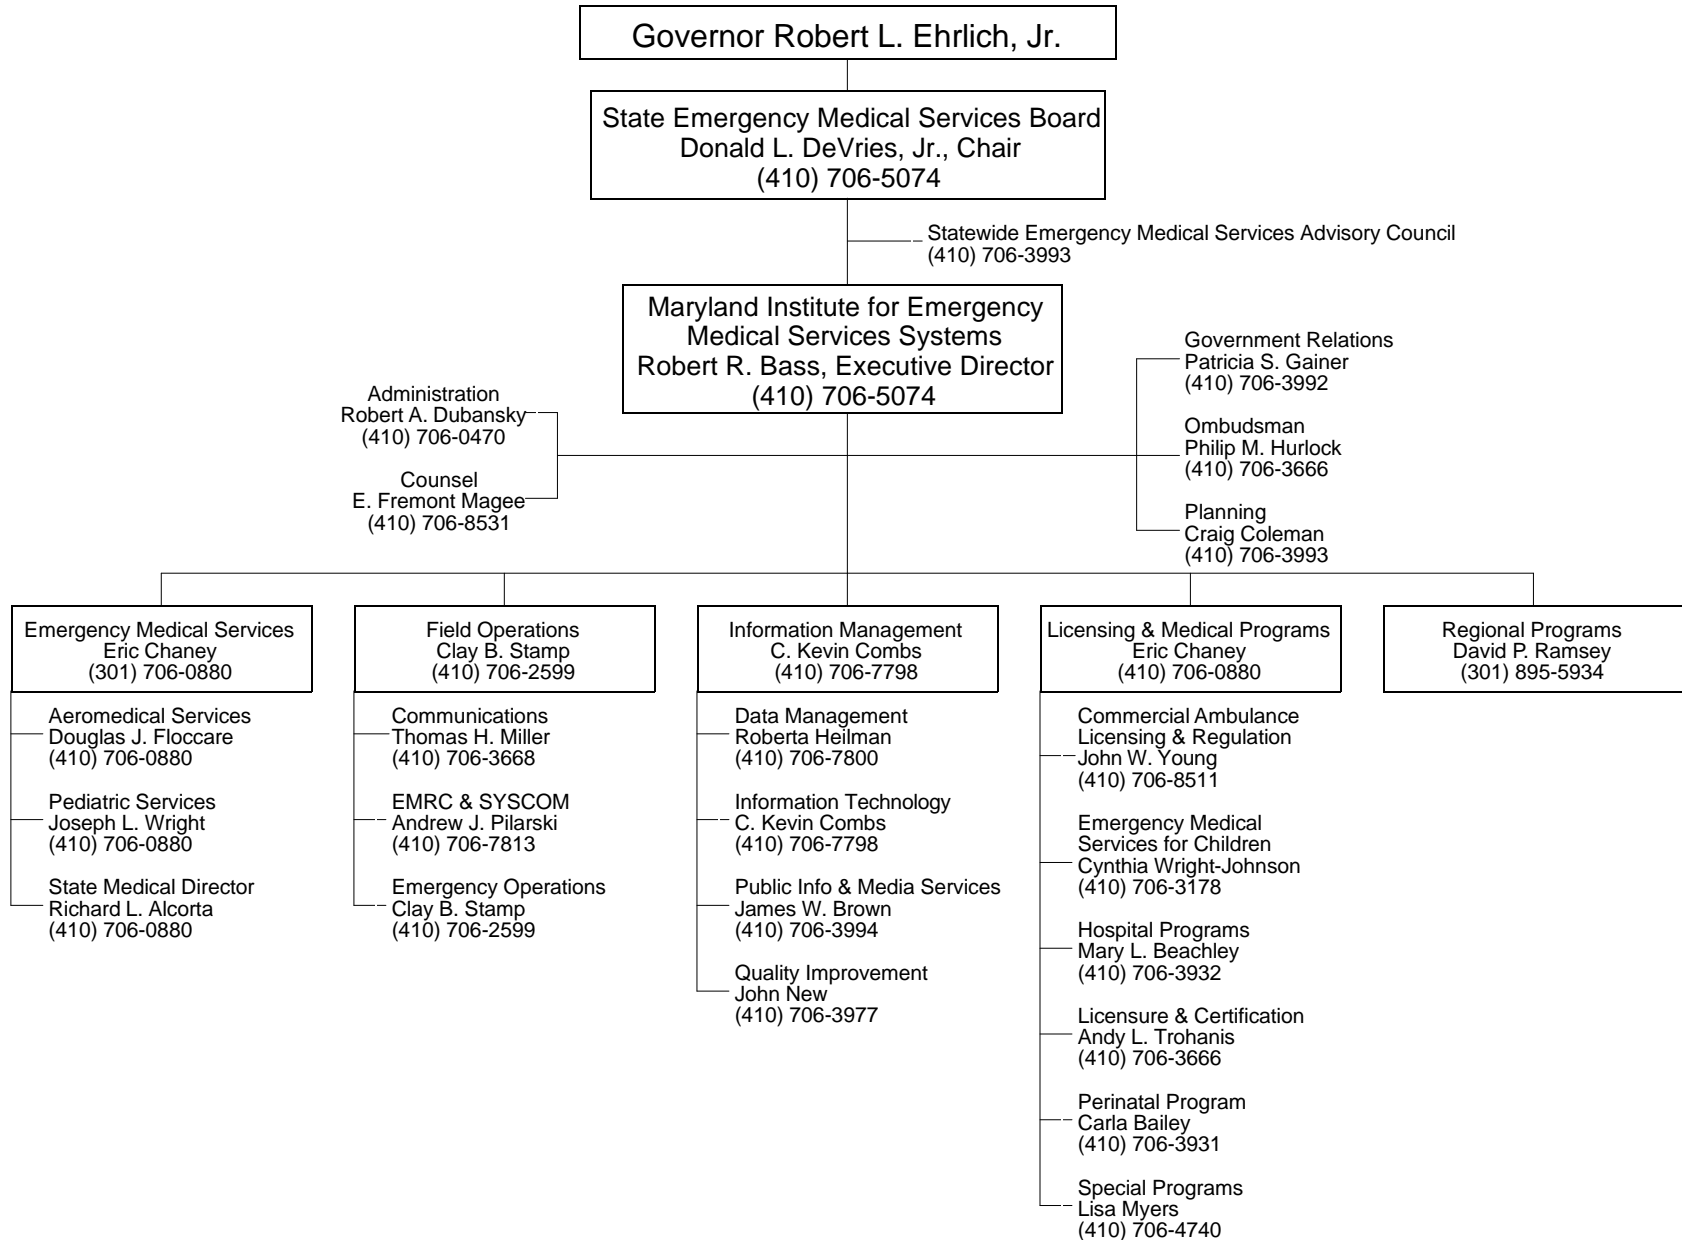 Governor Robert L. Ehrlich, Jr.
State Emergency Medical Services Board
Donald L. DeVries, Jr., Chair
(410) 706-5074
Statewide Emergency Medical Services Advisory Council
(410) 706-3993
Maryland Institute for Emergency
Medical Services Systems
Robert R. Bass, Executive Director
(410) 706-5074
Administration
Robert A. Dubansky
(410) 706-0470
Counsel
E. Fremont Magee
(410) 706-8531
Government Relations
Patricia S. Gainer
(410) 706-3992
Ombudsman
Philip M. Hurlock
(410) 706-3666
Planning
Craig Coleman
(410) 706-3993
Emergency Medical Services
Eric Chaney
(301) 706-0880
Aeromedical Services
Douglas J. Floccare
(410) 706-0880
Pediatric Services
Joseph L. Wright
(410) 706-0880
State Medical Director
Richard L. Alcorta
(410) 706-0880
Field Operations
Clay B. Stamp
(410) 706-2599
Communications
Thomas H. Miller
(410) 706-3668
EMRC & SYSCOM
Andrew J. Pilarski
(410) 706-7813
Emergency Operations
Clay B. Stamp
(410) 706-2599
Information Management
C. Kevin Combs
(410) 706-7798
Data Management
Roberta Heilman
(410) 706-7800
Information Technology
C. Kevin Combs
(410) 706-7798
Public Info & Media Services
James W. Brown
(410) 706-3994
Quality Improvement
John New
(410) 706-3977
Licensing & Medical Programs
Eric Chaney
(410) 706-0880
Commercial Ambulance
Licensing & Regulation
John W. Young
(410) 706-8511
Emergency Medical
Services for Children
Cynthia Wright-Johnson
(410) 706-3178
Hospital Programs
Mary L. Beachley
(410) 706-3932
Licensure & Certification
Andy L. Trohanis
(410) 706-3666
Perinatal Program
Carla Bailey
(410) 706-3931
Special Programs
Lisa Myers
(410) 706-4740
Regional Programs
David P. Ramsey
(301) 895-5934